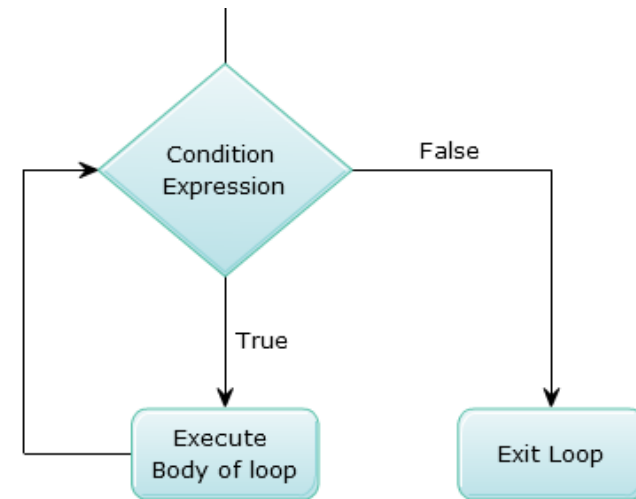 Condition
Expression
False
True
Execute
Body of loop
Exit Loop